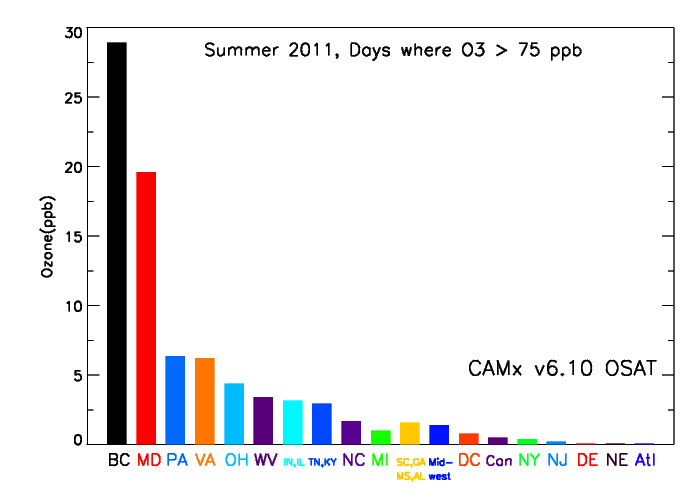 Summer 2011, Days where O3 > 75 ppb
30
25
20
15
10
5
0
Ozone(ppb)
CAMx v6.10 OSAT
BC MD PA VA OH WV IN,IL TN,KY NC MI SC,GA Mid- DC Can NY NJ DE NE Atl
MS,AL west